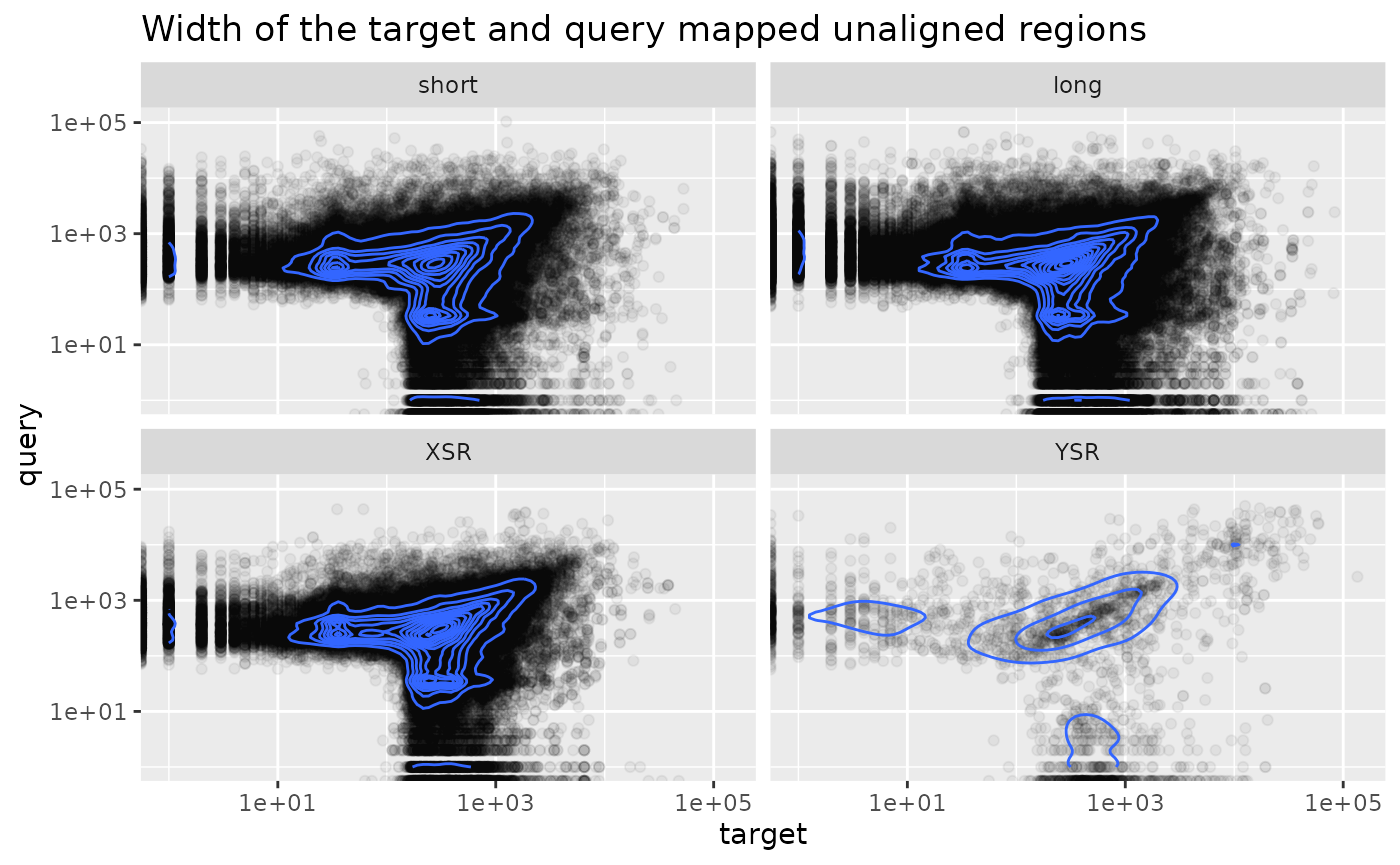 Width of the target and query mapped unaligned regions
short
long
1e+05
1e+03
1e+01
XSR
YSR
1e+05
1e+03
1e+01
query
1e+01
1e+03
1e+05
1e+01
1e+03
1e+05
target